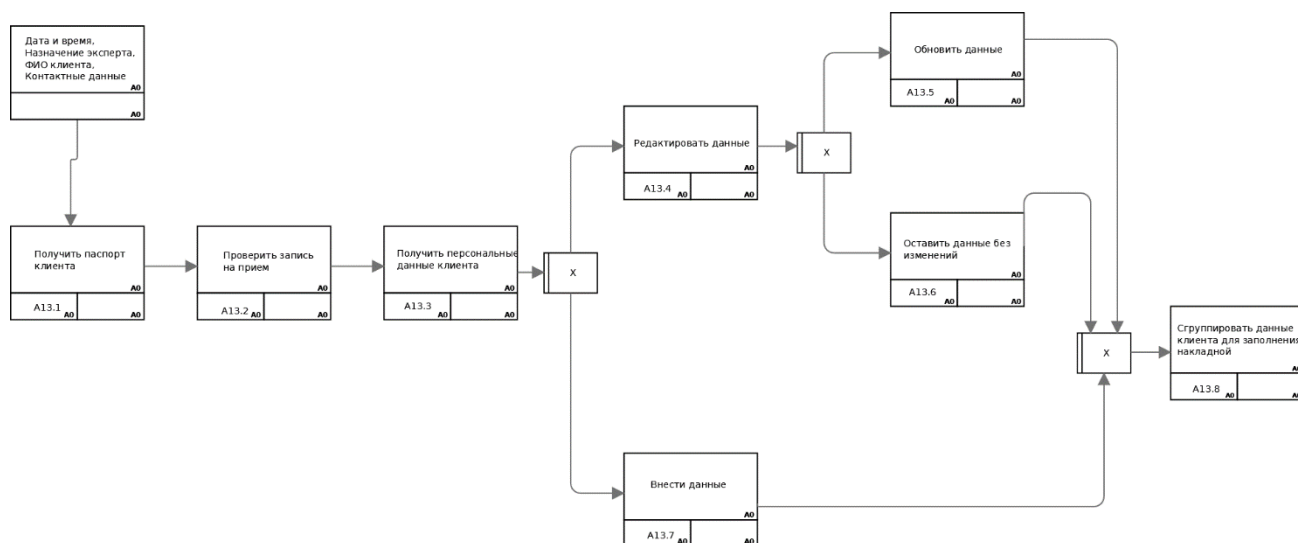 Дата и время,
Назначение эксперта,
ФИО клиента,
Контактные данные
A0
A0
Получить паспорт
клиента
A0
A13.1
A0
A0
Проверить запись
на прием
A0
A13.2
A0
A0
Получить персональные
данные клиента
A0
A13.3
A0
A0
X
Редактировать данные
A0
A13.4
A0
A0
X
Обновить данные
A0
A13.5
A0
A0
Оставить данные без
изменений
A0
A13.6
A0
A0
Внести данные
A0
A13.7
A0
A0
X
Сгруппировать данные
клиента для заполнения
накладной
A0
A13.8
A0
A0